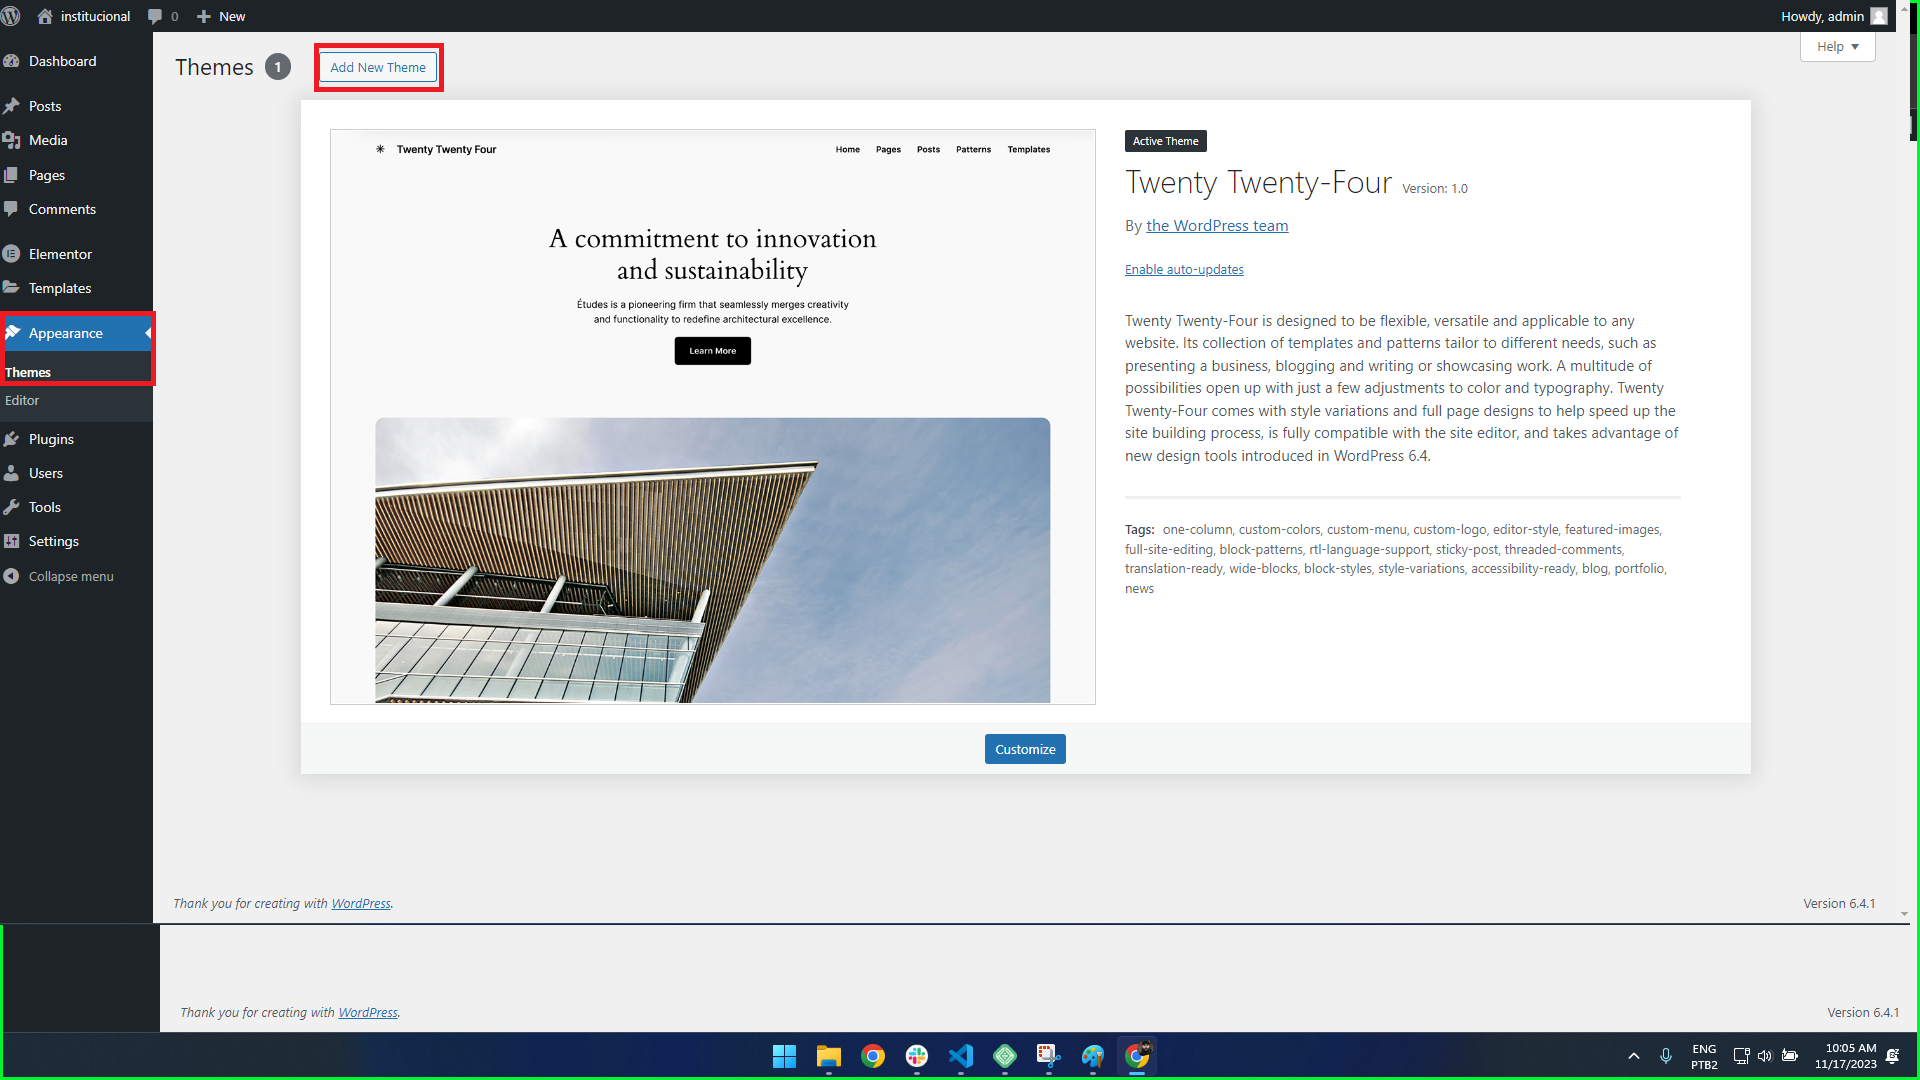 institucional
0
New
Howdy, admin
Dashboard
Posts
Media
Pages
Comments
Elementor
Templates
Appearance
Themes
Editor
Plugins
Users
Tools
Settings
Collapse menu
Themes 1
Add New Theme
Help
Twenty Twenty Four
Home Pages Posts Patterns Templates
A commitment to innovation
and sustainability
Études is a pioneering firm that seamlessly merges creativity
and functionality to redefine architectural excellence.
Learn More
Active Theme
Twenty Twenty-Four Version: 1.0
By the WordPress team
Enable auto-updates
Twenty Twenty-Four is designed to be flexible, versatile and applicable to any
website. Its collection of templates and patterns tailor to different needs, such as
presenting a business, blogging and writing or showcasing work. A multitude of
possibilities open up with just a few adjustments to color and typography. Twenty
Twenty-Four comes with style variations and full page designs to help speed up the
site building process, is fully compatible with the site editor, and takes advantage of
new design tools introduced in WordPress 6.4.
Tags: one-column, custom-colors, custom-menu, custom-logo, editor-style, featured-images,
full-site-editing, block-patterns, rtl-language-support, sticky-post, threaded-comments,
translation-ready, wide-blocks, block-styles, style-variations, accessibility-ready, blog, portfolio,
news
Customize
Thank you for creating with WordPress.
Version 6.4.1
Thank you for creating with WordPress.
Version 6.4.1
ENG
PTB2
10:05 AM
11/17/2023